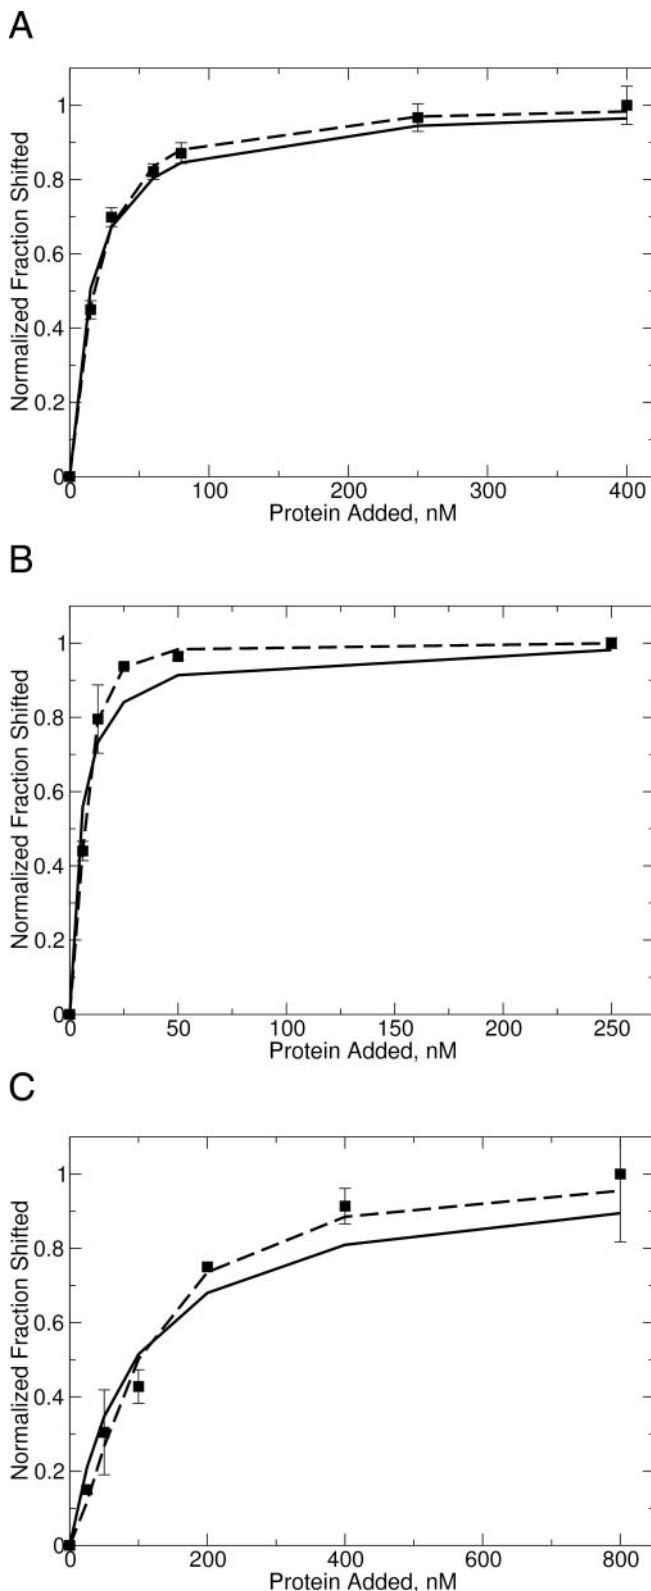 A
1
0.8
0.6
0.4
0.2
0
Normalized Fraction Shifted
0 100 200 300 400
Protein Added, nM
B
1
0.8
0.6
0.4
0.2
0
Normalized Fraction Shifted
0 50 100 150 200 250
Protein Added, nM
C
1
0.8
0.6
0.4
0.2
0
Normalized Fraction Shifted
0 200 400 600 800
Protein Added, nM